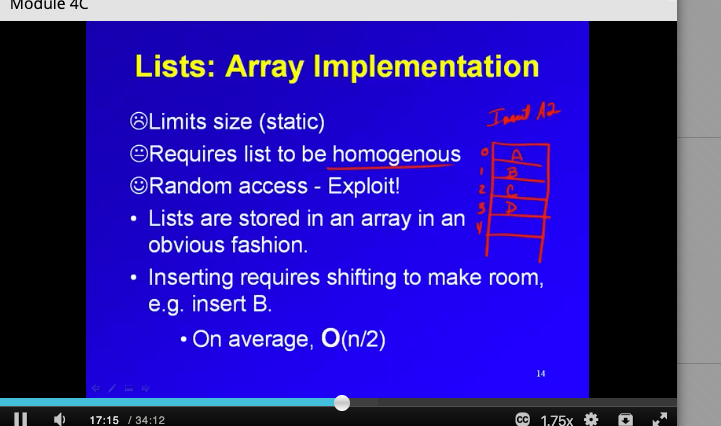 Module 4C
Lists: Array Implementation
☹Limits size (static)
Insert A2
😐Requires list to be homogenous
☺Random access - Exploit!
• Lists are stored in an array in an
obvious fashion.
0 A
1 B
2 C
3 D
4
• Inserting requires shifting to make room,
e.g. insert B.
• On average, O(n/2)
14
17:15 / 34:12
CC 1.75x